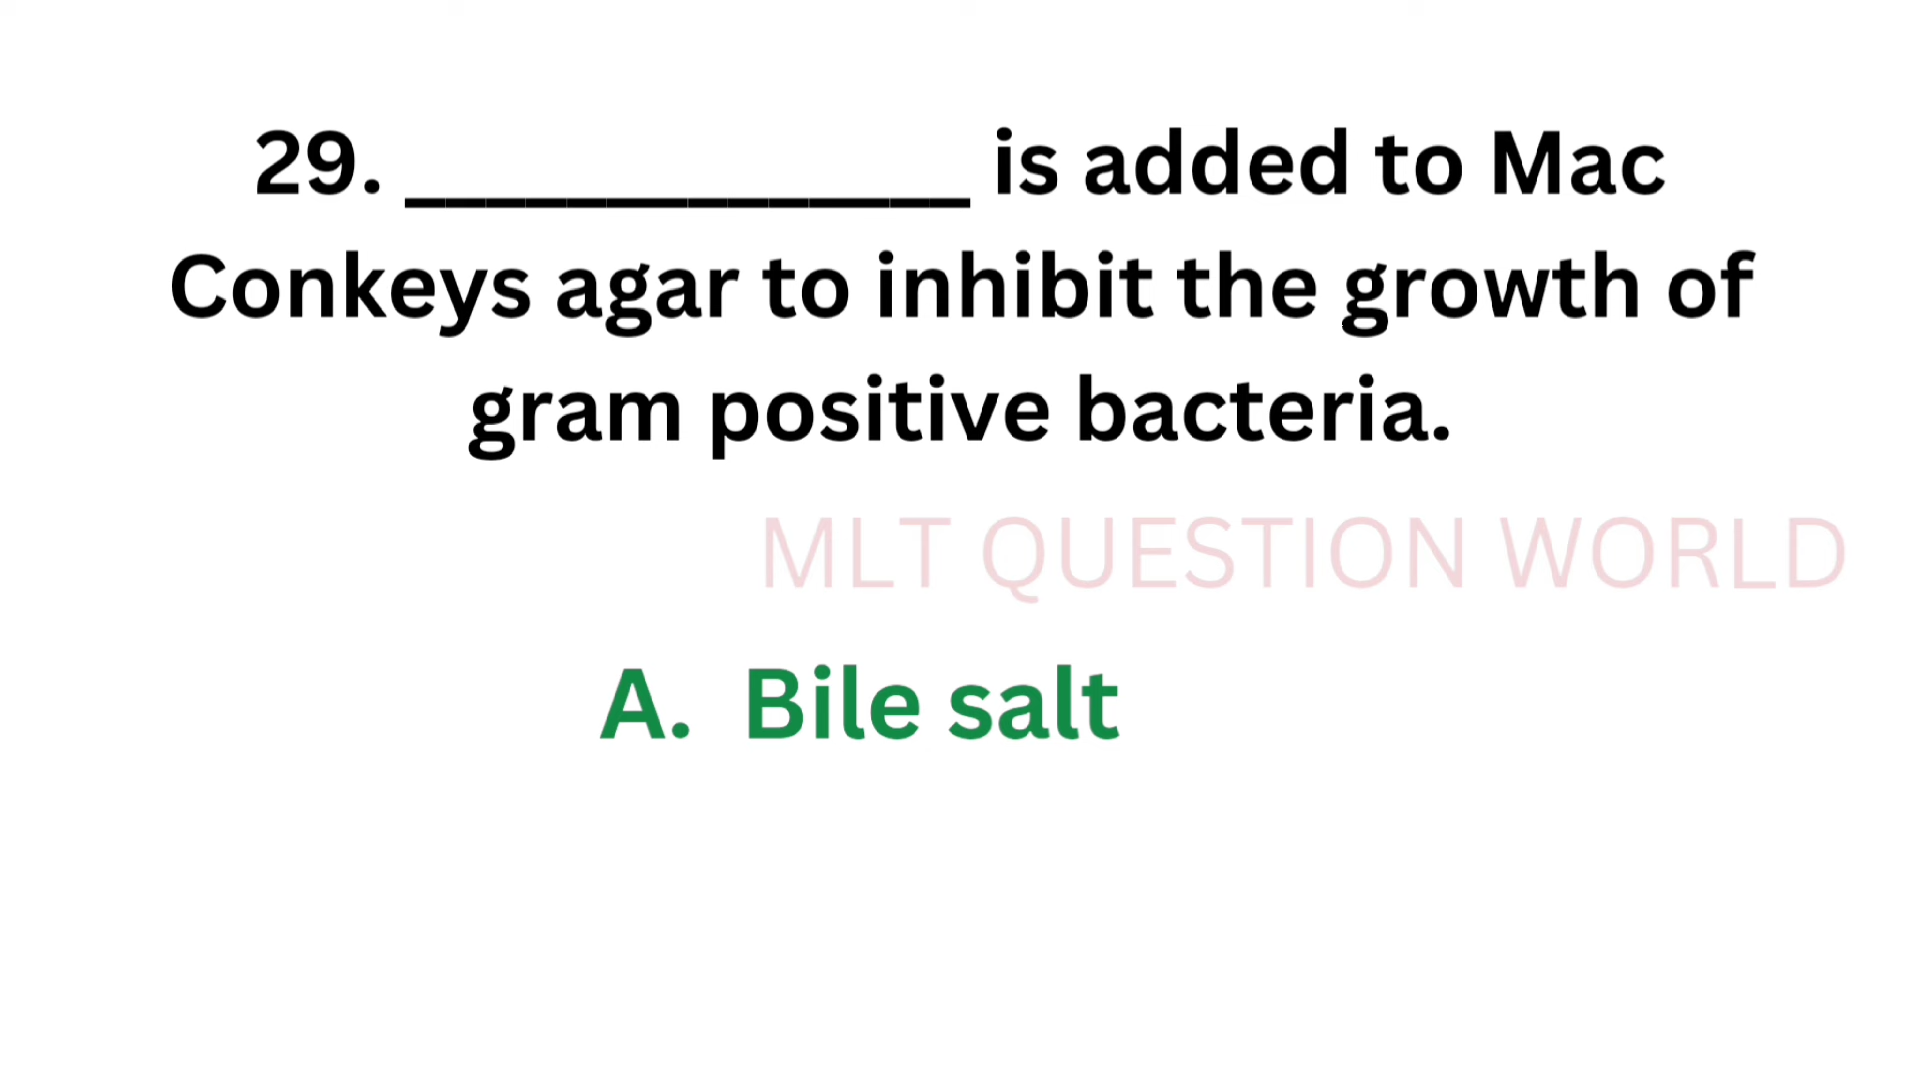 29. ______________ is added to Mac
Conkeys agar to inhibit the growth of
gram positive bacteria.
MLT QUESTION WORLD
A. Bile salt